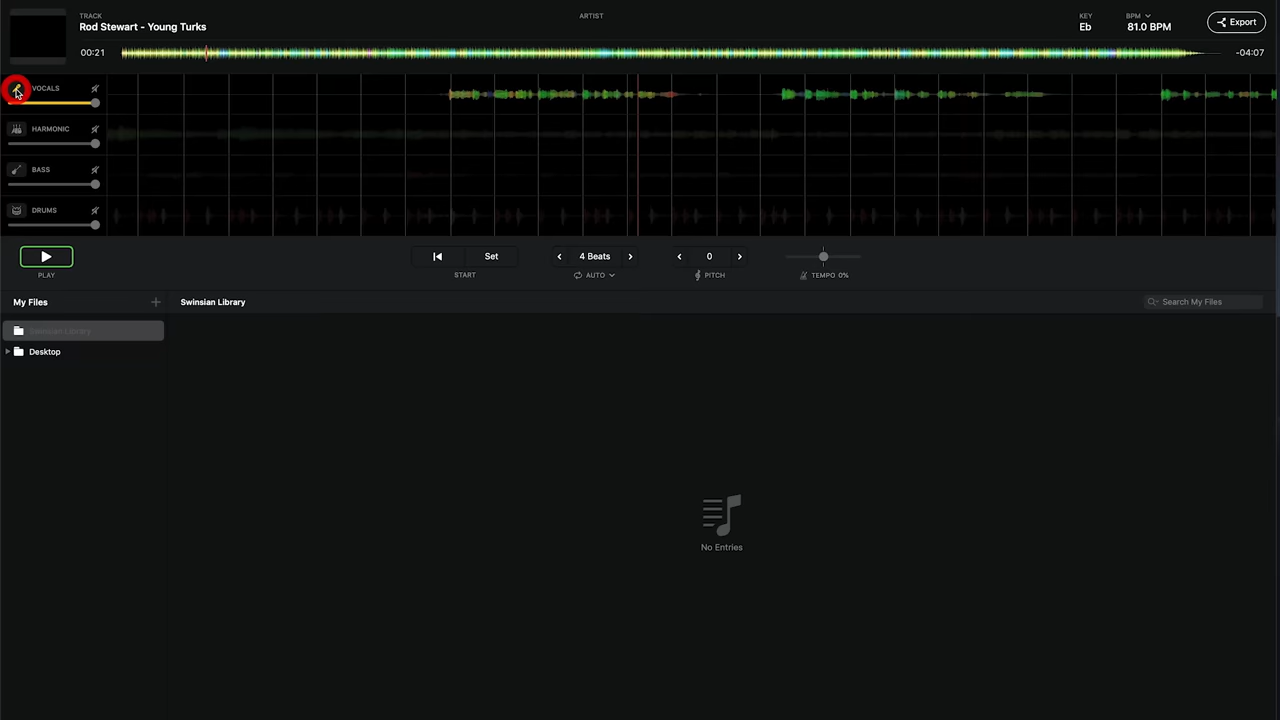 TRACK
Rod Stewart - Young Turks
ARTIST
KEY
Eb
BPM
81.0 BPM
Export
00:21
-04:07
VOCALS
HARMONIC
BASS
DRUMS
PLAY
Set
START
4 Beats
AUTO
0
PITCH
TEMPO 0%
My Files
Swinsian Library
Search My Files
Swinsian Library
Desktop
No Entries